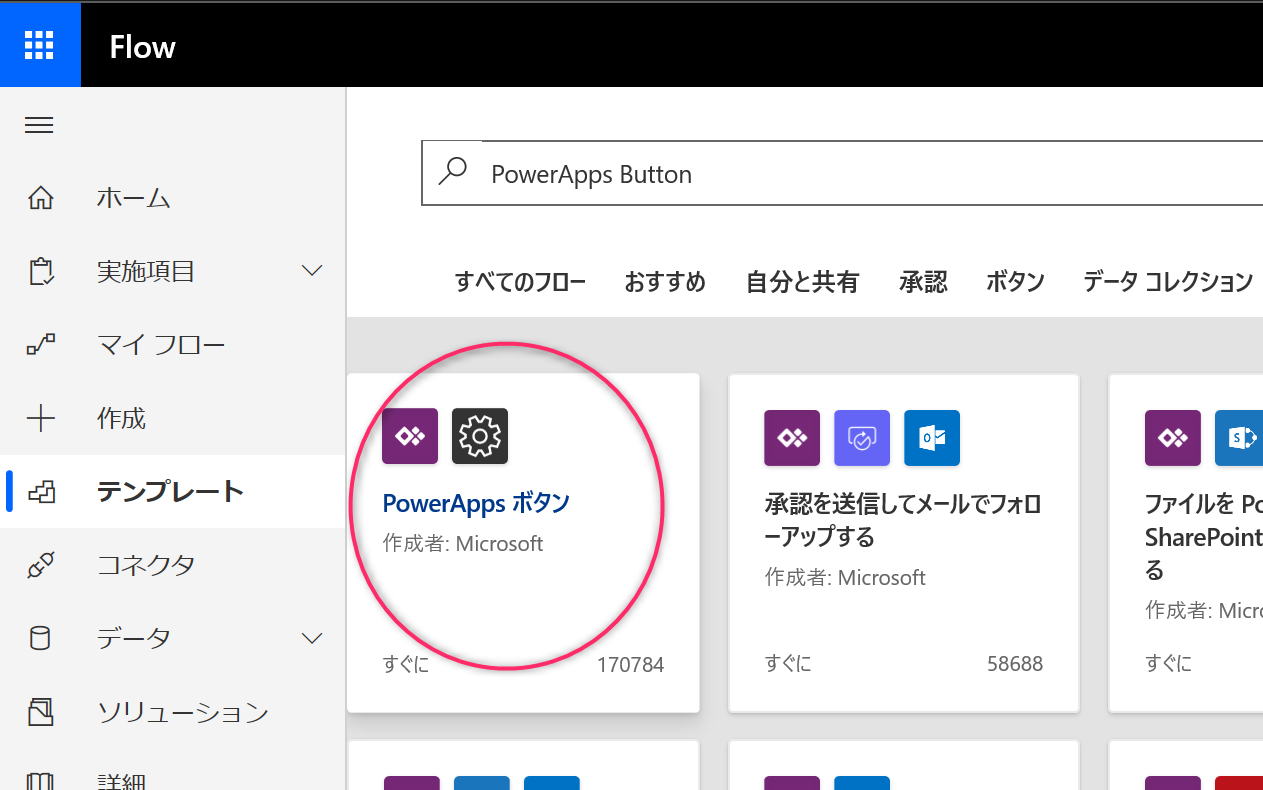 Flow
PowerApps Button
ホーム
実施項目
マイ フロー
作成
テンプレート
コネクタ
データ
ソリューション
詳細
すべてのフロー おすすめ 自分と共有 承認 ボタン データ コレクション
PowerApps ボタン
作成者: Microsoft
すぐに 170784
承認を送信してメールでフォロ
ーアップする
作成者: Microsoft
すぐに 58688
ファイルを Po
SharePoint
る
作成者: Micro
すぐに